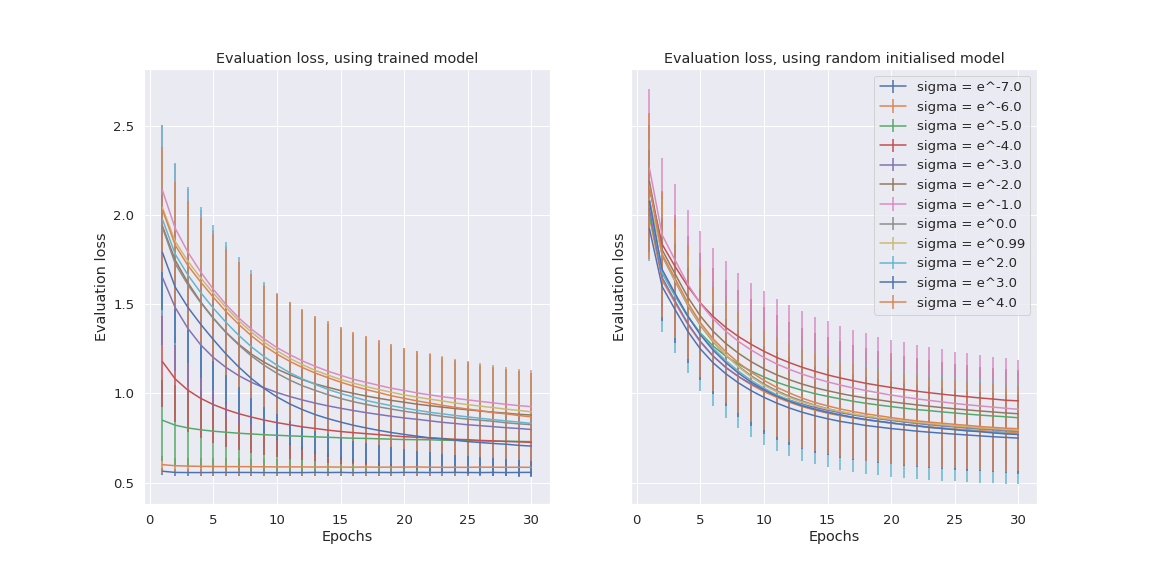 Evaluation loss, using trained model
Evaluation loss
2.5
2.0
1.5
1.0
0.5
0
5
10
15
20
25
30
Epochs
Evaluation loss, using random initialised model
Evaluation loss
sigma = e^-7.0
sigma = e^-6.0
sigma = e^-5.0
sigma = e^-4.0
sigma = e^-3.0
sigma = e^-2.0
sigma = e^-1.0
sigma = e^0.0
sigma = e^0.99
sigma = e^2.0
sigma = e^3.0
sigma = e^4.0
0
5
10
15
20
25
30
Epochs